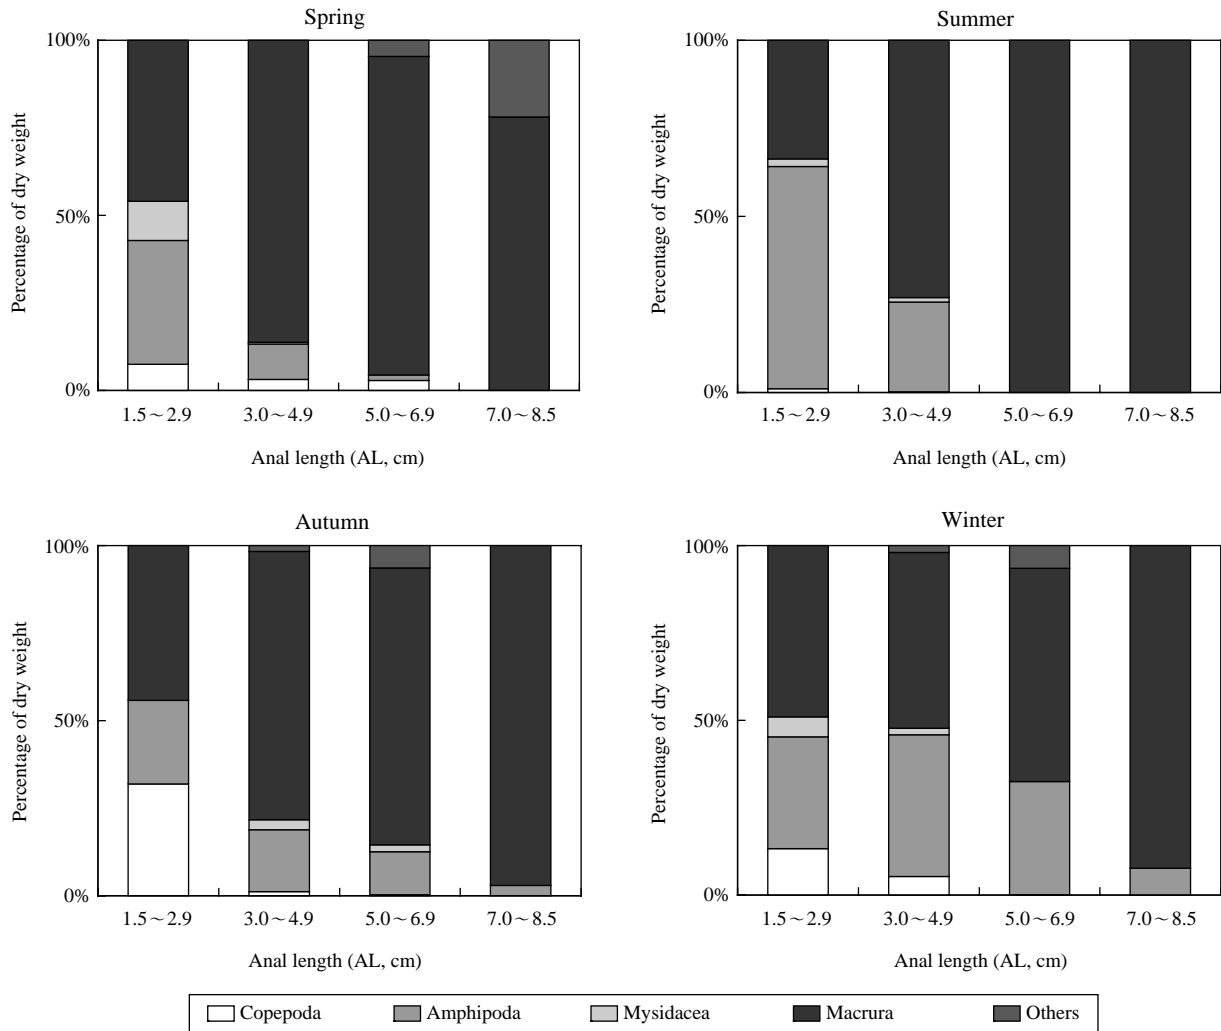 Spring
100%
50%
0%
Percentage of dry weight
1.5~2.9 3.0~4.9 5.0~6.9 7.0~8.5
Anal length (AL, cm)
Summer
100%
50%
0%
Percentage of dry weight
1.5~2.9 3.0~4.9 5.0~6.9 7.0~8.5
Anal length (AL, cm)
Autumn
100%
50%
0%
Percentage of dry weight
1.5~2.9 3.0~4.9 5.0~6.9 7.0~8.5
Anal length (AL, cm)
Winter
100%
50%
0%
Percentage of dry weight
1.5~2.9 3.0~4.9 5.0~6.9 7.0~8.5
Anal length (AL, cm)
Copepoda Amphipoda Mysidacea Macrura Others